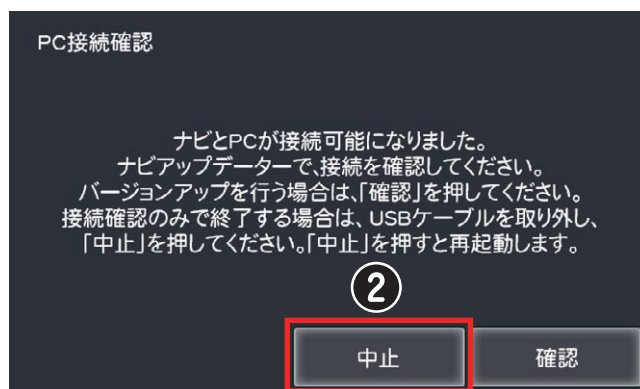 PC接続確認
ナビとPCが接続可能になりました。
ナビアップデーターで、接続を確認してください。
バージョンアップを行う場合は、「確認」を押してください。
接続確認のみで終了する場合は、USBケーブルを取り外し、
「中止」を押してください。「中止」を押すと再起動します。
②
中止
確認